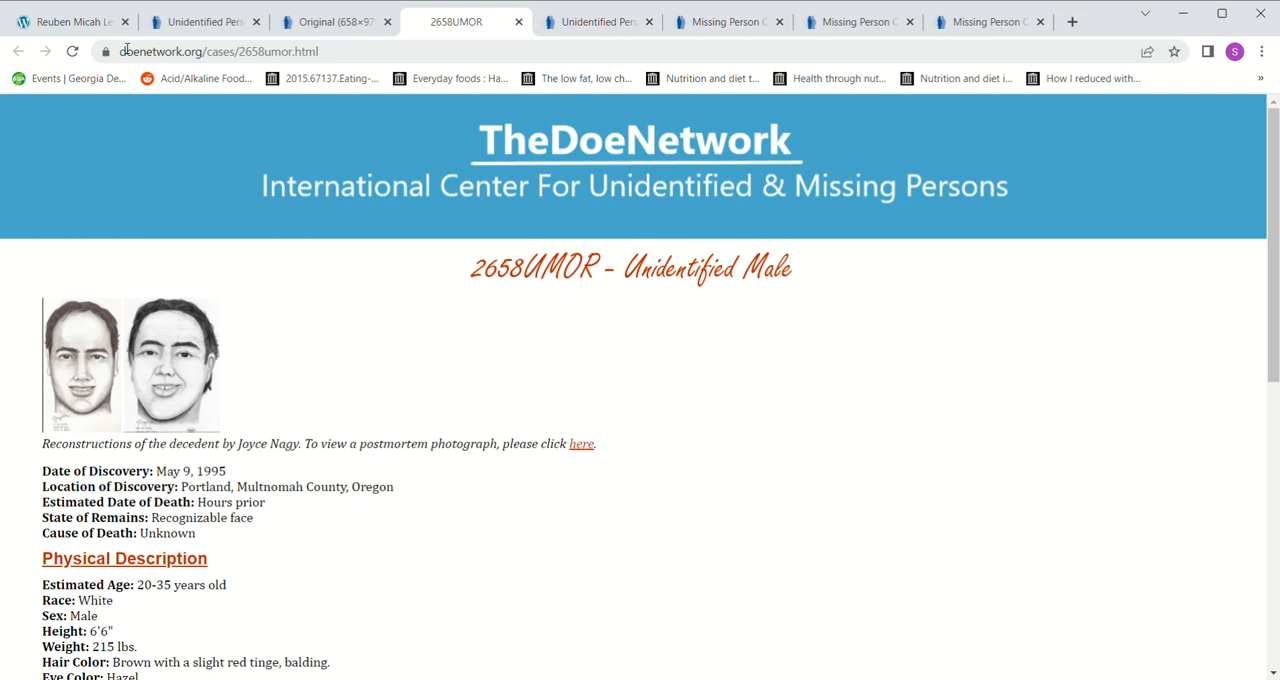 Reuben Micah Le
Unidentified Pers
Original (658×97
2658UMOR
Unidentified Pers
Missing Person C
Missing Person C
Missing Person C
doenetwork.org/cases/2658umor.html
S
Events | Georgia De...
Acid/Alkaline Food...
2015.67137.Eating-...
Everyday foods : Ha...
The low fat, low ch...
Nutrition and diet t...
Health through nut...
Nutrition and diet i...
How I reduced with...
»
TheDoeNetwork
International Center For Unidentified & Missing Persons
2658UMOR - Unidentified Male
Reconstructions of the decedent by Joyce Nagy. To view a postmortem photograph, please click here.
Date of Discovery: May 9, 1995
Location of Discovery: Portland, Multnomah County, Oregon
Estimated Date of Death: Hours prior
State of Remains: Recognizable face
Cause of Death: Unknown
Physical Description
Estimated Age: 20-35 years old
Race: White
Sex: Male
Height: 6'6"
Weight: 215 lbs.
Hair Color: Brown with a slight red tinge, balding.
Eye Color: Hazel